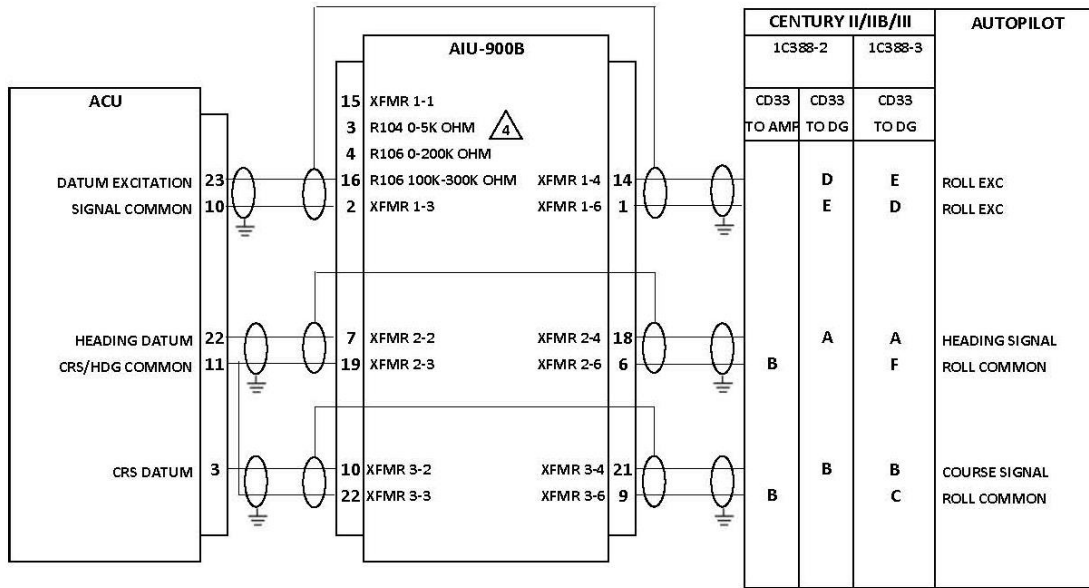 CENTURY II/IIB/III AUTOPILOT
AIU-900B
1C388-2 1C388-3
ACU
CD33 TO AMP
CD33 TO DG
CD33 TO DG
15 XFMR 1-1
3 R104 0-5K OHM 4
4 R106 0-200K OHM
DATUM EXCITATION 23 16 R106 100K-300K OHM XFMR 1-4 14 D E ROLL EXC
SIGNAL COMMON 10 2 XFMR 1-3 XFMR 1-6 1 E D ROLL EXC
HEADING DATUM 22 7 XFMR 2-2 XFMR 2-4 18 A A HEADING SIGNAL
CRS/HDG COMMON 11 19 XFMR 2-3 XFMR 2-6 6 B F ROLL COMMON
CRS DATUM 3 10 XFMR 3-2 XFMR 3-4 21 B B COURSE SIGNAL
22 XFMR 3-3 XFMR 3-6 9 B C ROLL COMMON